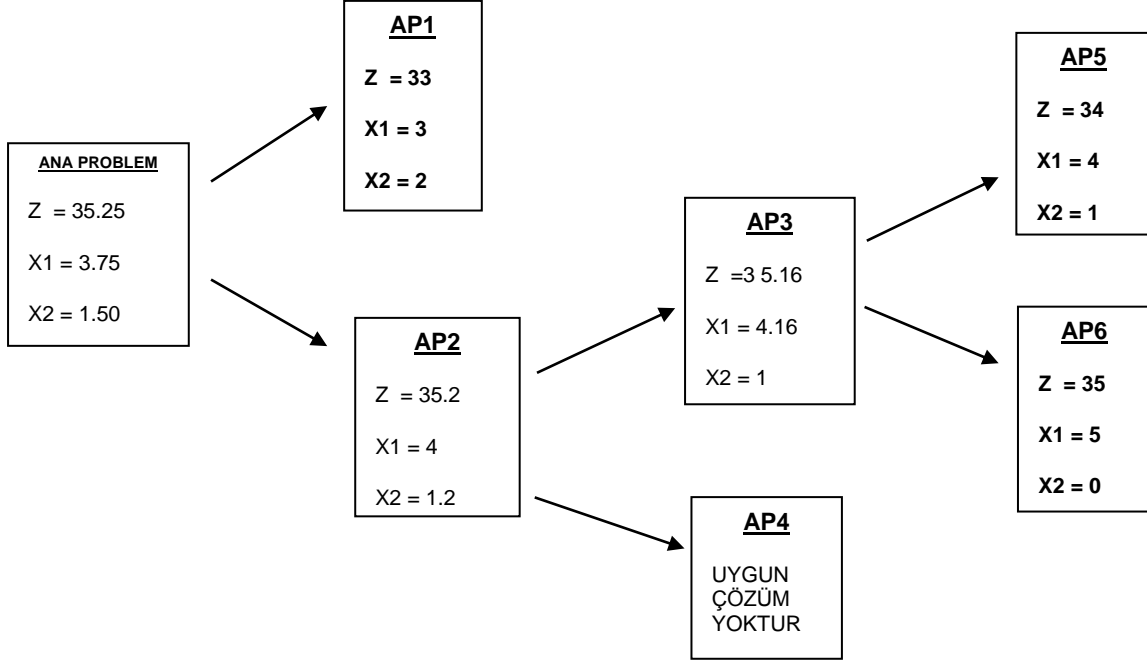 ANA PROBLEM
Z = 35.25
X1 = 3.75
X2 = 1.50
AP1
Z = 33
X1 = 3
X2 = 2
AP2
Z = 35.2
X1 = 4
X2 = 1.2
AP3
Z =3 5.16
X1 = 4.16
X2 = 1
AP4
UYGUN
ÇÖZÜM
YOKTUR
AP5
Z = 34
X1 = 4
X2 = 1
AP6
Z = 35
X1 = 5
X2 = 0